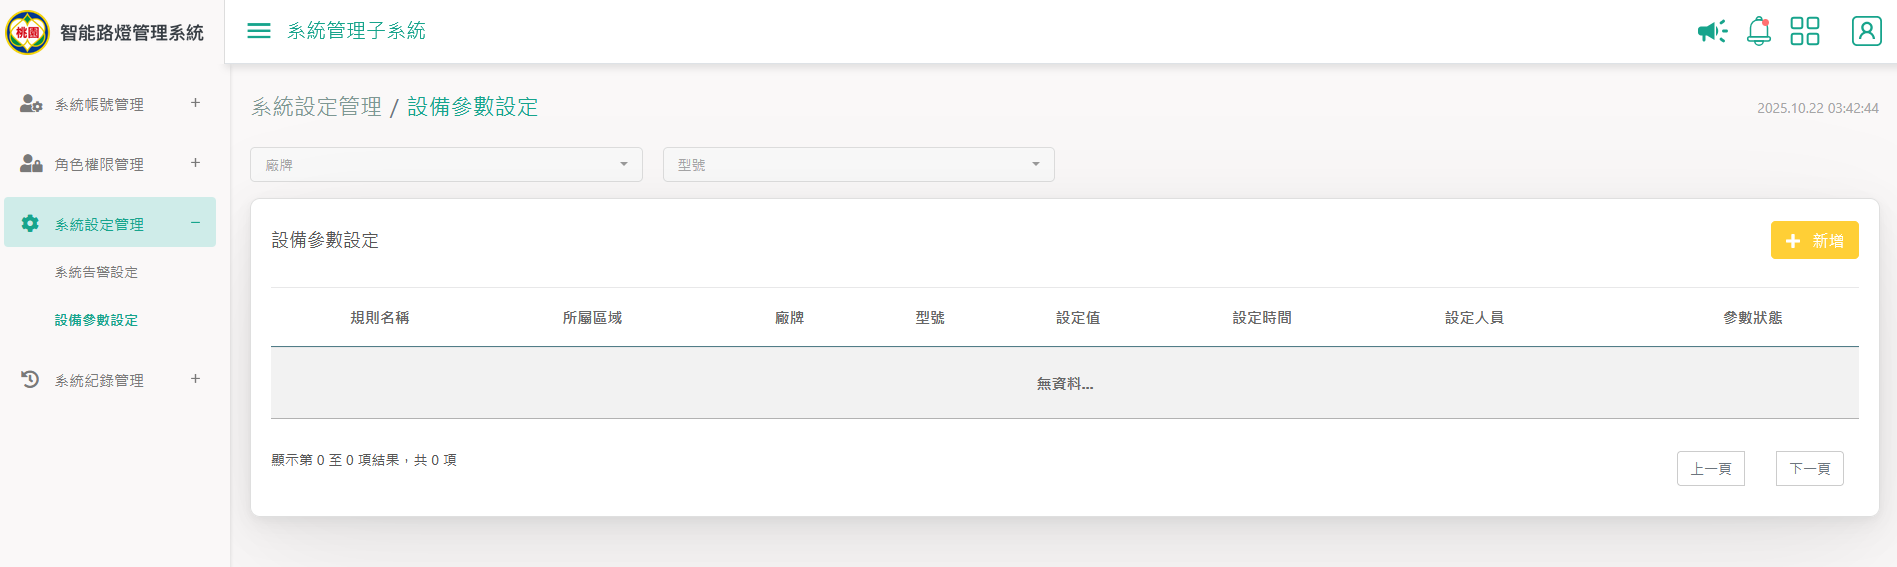 桃園 智能路燈管理系統
系統管理子系統
系統帳號管理 +
角色權限管理 +
系統設定管理 −
系統告警設定
設備參數設定
系統紀錄管理 +
系統設定管理 / 設備參數設定
2025.10.22 03:42:44
廠牌 型號
設備參數設定
+ 新增
規則名稱 所屬區域 廠牌 型號 設定值 設定時間 設定人員 參數狀態
無資料...
顯示第 0 至 0 項結果，共 0 項
上一頁 下一頁